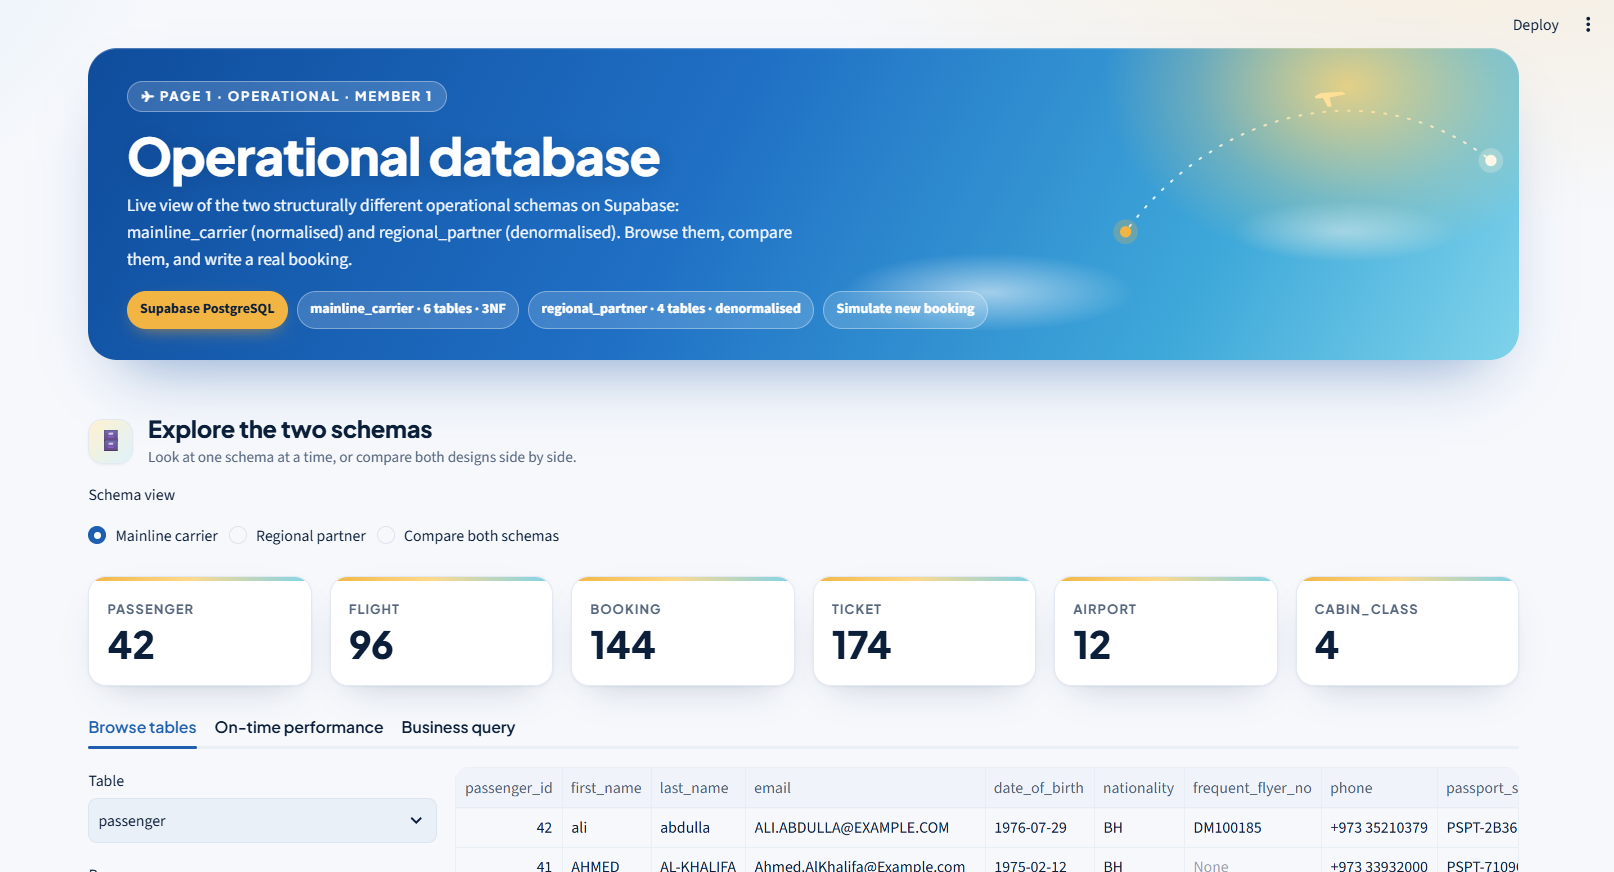 Deploy
PAGE 1 · OPERATIONAL · MEMBER 1
Operational database
Live view of the two structurally different operational schemas on Supabase:
mainline_carrier (normalised) and regional_partner (denormalised). Browse them, compare
them, and write a real booking.
Supabase PostgreSQL
mainline_carrier · 6 tables · 3NF
regional_partner · 4 tables · denormalised
Simulate new booking
Explore the two schemas
Look at one schema at a time, or compare both designs side by side.
Schema view
Mainline carrier
Regional partner
Compare both schemas
PASSENGER
42
FLIGHT
96
BOOKING
144
TICKET
174
AIRPORT
12
CABIN_CLASS
4
Browse tables
On-time performance
Business query
Table
passenger
passenger_id first_name last_name email date_of_birth nationality frequent_flyer_no phone passport_s
42 ali abdulla ALI.ABDULLA@EXAMPLE.COM 1976-07-29 BH DM100185 +973 35210379 PSPT-2B36
41 AHMED AL-KHALIFA Ahmed.AlKhalifa@Example.com 1975-02-12 BH None +973 33932000 PSPT-7109